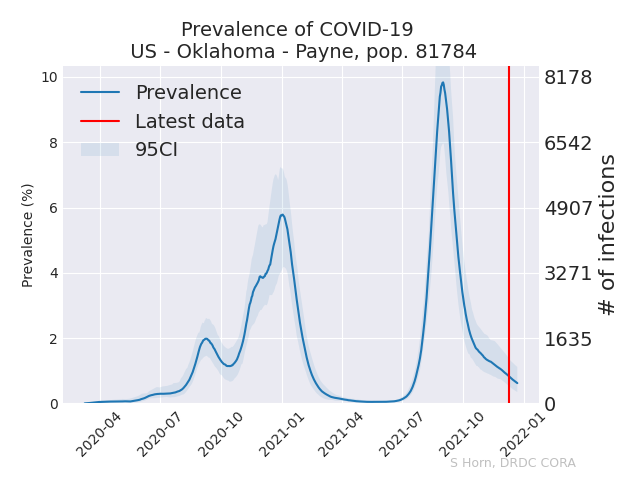 Prevalence of COVID-19
US - Oklahoma - Payne, pop. 81784
Prevalence
Latest data
95CI
Prevalence (%)
10
8
6
4
2
0
8178
6542
4907
3271
1635
0
# of infections
2020-04
2020-07
2020-10
2021-01
2021-04
2021-07
2021-10
2022-01
S Horn, DRDC CORA